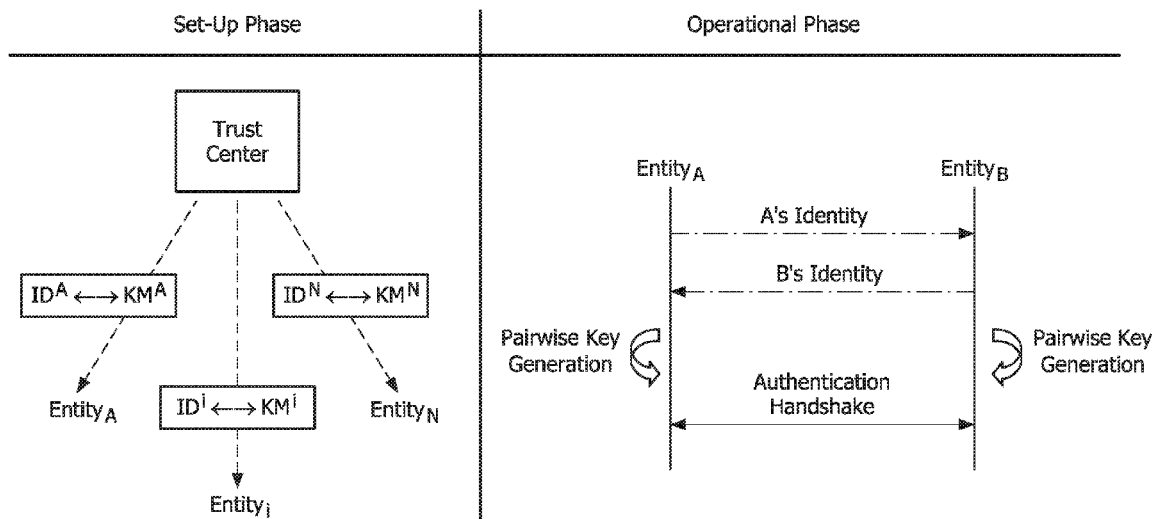 Set-Up Phase
Operational Phase
Trust
Center
ID^A ⟷ KM^A
ID^N ⟷ KM^N
ID^i ⟷ KM^i
Entity_A
Entity_N
Entity_i
Entity_A
Entity_B
A's Identity
B's Identity
Pairwise Key
Generation
Pairwise Key
Generation
Authentication
Handshake